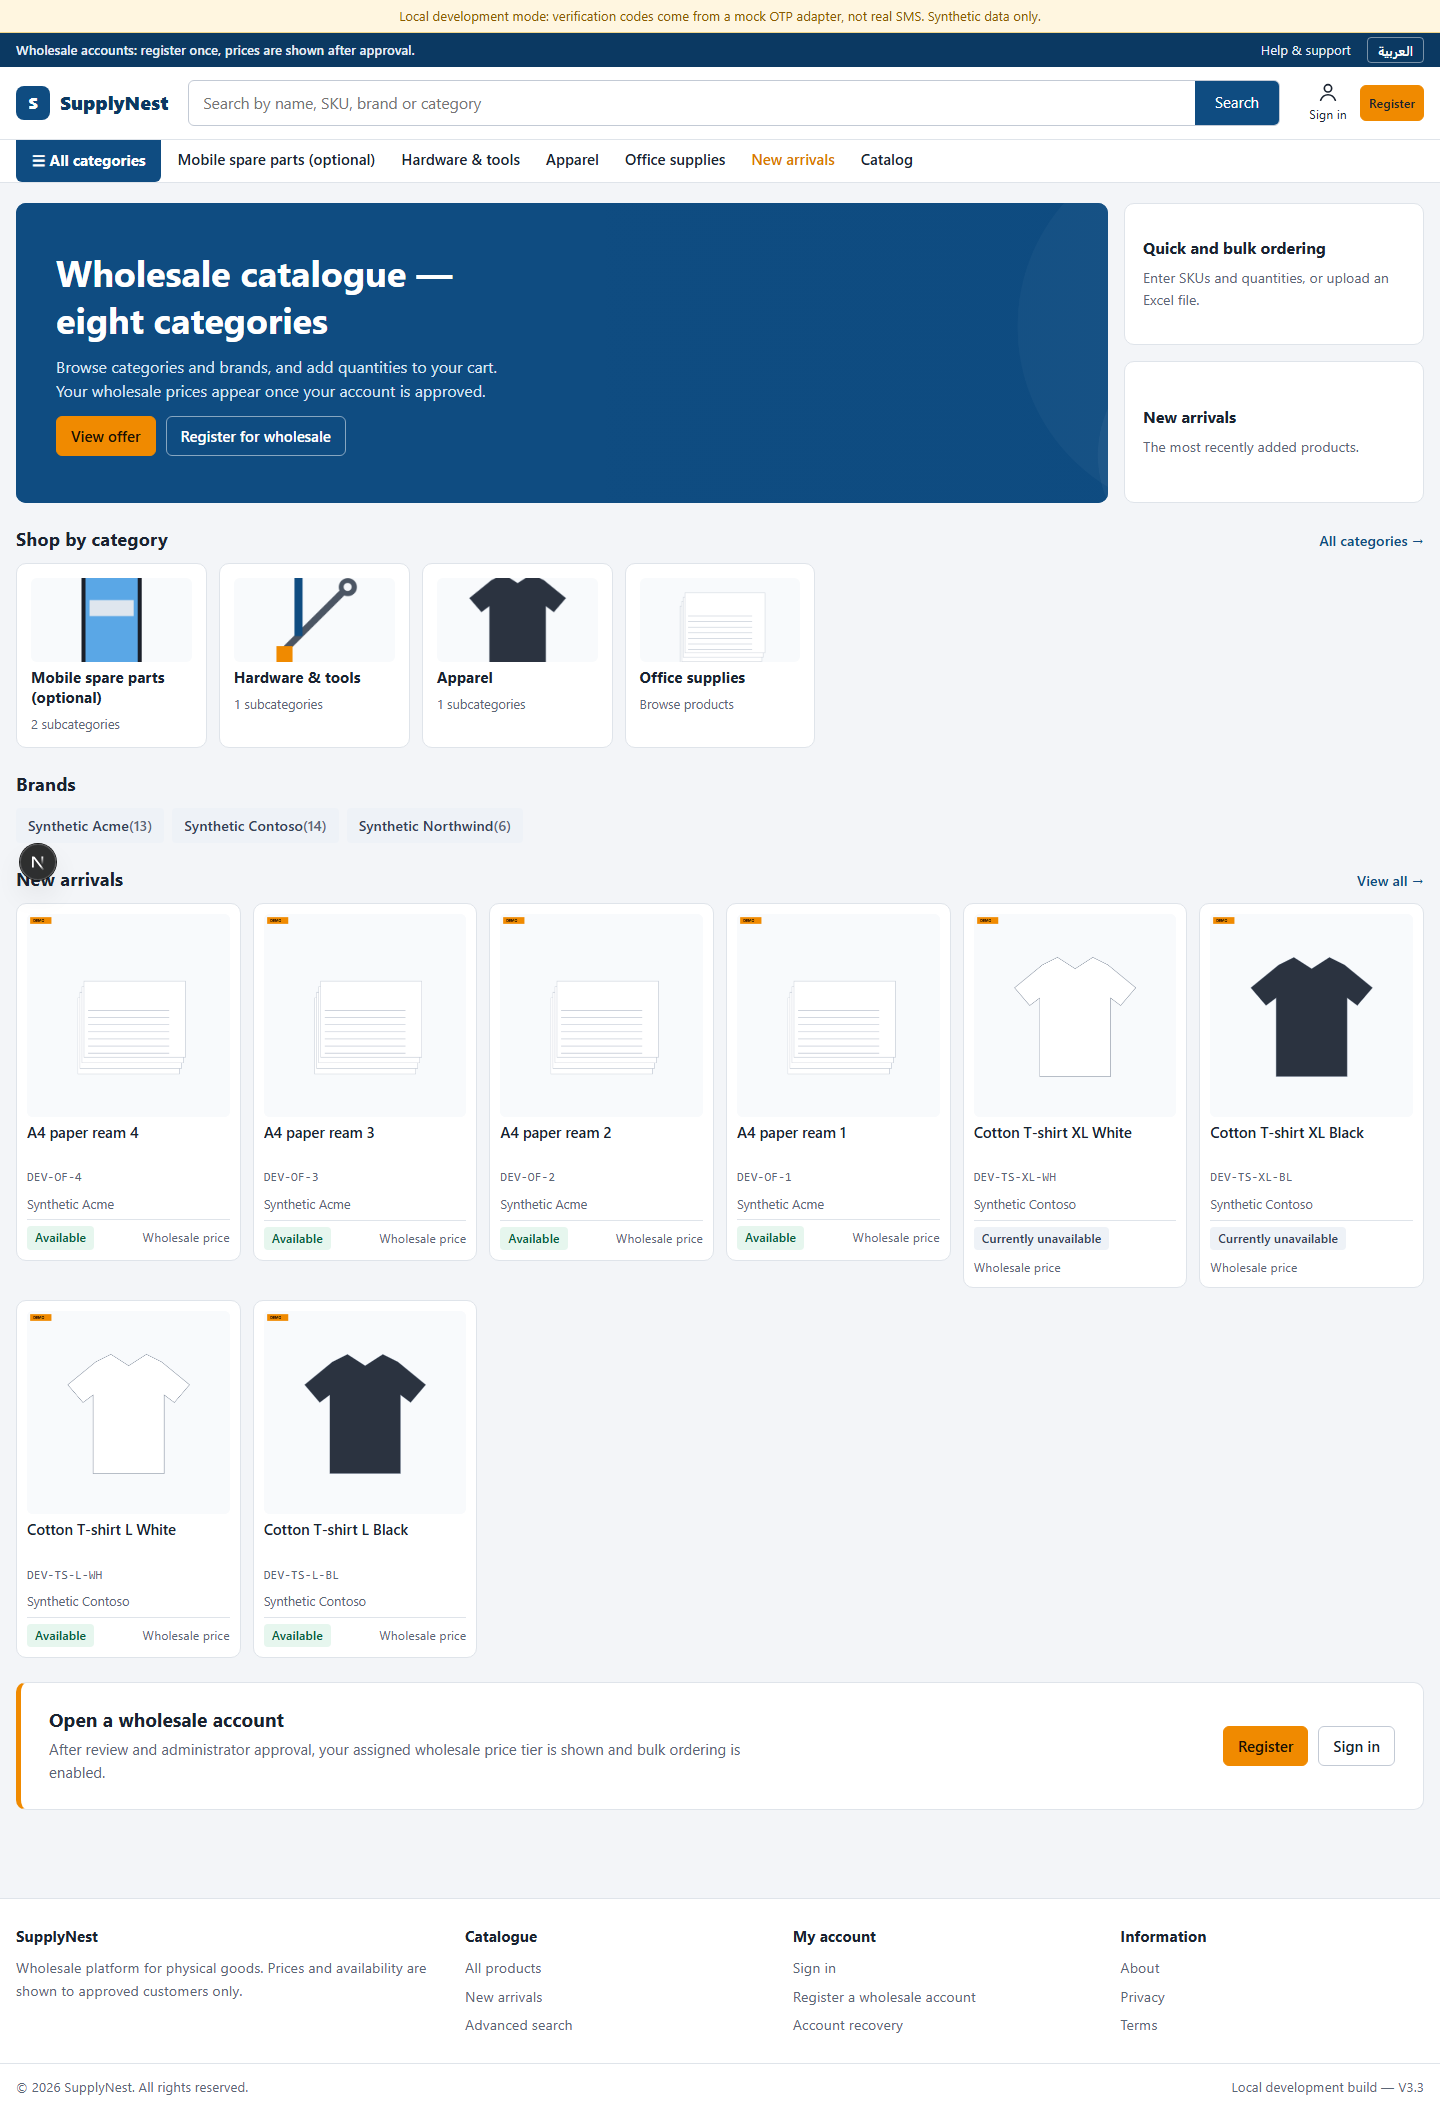 Local development mode: verification codes come from a mock OTP adapter, not real SMS. Synthetic data only.
Wholesale accounts: register once, prices are shown after approval.
Help & support
العربية
S
SupplyNest
Search by name, SKU, brand or category
Search
Sign in
Register
☰ All categories
Mobile spare parts (optional)
Hardware & tools
Apparel
Office supplies
New arrivals
Catalog
Wholesale catalogue —
eight categories
Browse categories and brands, and add quantities to your cart.
Your wholesale prices appear once your account is approved.
View offer
Register for wholesale
Quick and bulk ordering
Enter SKUs and quantities, or upload an
Excel file.
New arrivals
The most recently added products.
Shop by category
All categories →
Mobile spare parts
(optional)
2 subcategories
Hardware & tools
1 subcategories
Apparel
1 subcategories
Office supplies
Browse products
Brands
Synthetic Acme(13)
Synthetic Contoso(14)
Synthetic Northwind(6)
N
New arrivals
View all →
DEMO
A4 paper ream 4
DEV-OF-4
Synthetic Acme
Available
Wholesale price
DEMO
A4 paper ream 3
DEV-OF-3
Synthetic Acme
Available
Wholesale price
DEMO
A4 paper ream 2
DEV-OF-2
Synthetic Acme
Available
Wholesale price
DEMO
A4 paper ream 1
DEV-OF-1
Synthetic Acme
Available
Wholesale price
DEMO
Cotton T-shirt XL White
DEV-TS-XL-WH
Synthetic Contoso
Currently unavailable
Wholesale price
DEMO
Cotton T-shirt XL Black
DEV-TS-XL-BL
Synthetic Contoso
Currently unavailable
Wholesale price
DEMO
Cotton T-shirt L White
DEV-TS-L-WH
Synthetic Contoso
Available
Wholesale price
DEMO
Cotton T-shirt L Black
DEV-TS-L-BL
Synthetic Contoso
Available
Wholesale price
Open a wholesale account
After review and administrator approval, your assigned wholesale price tier is shown and bulk ordering is
enabled.
Register
Sign in
SupplyNest
Wholesale platform for physical goods. Prices and availability are
shown to approved customers only.
Catalogue
All products
New arrivals
Advanced search
My account
Sign in
Register a wholesale account
Account recovery
Information
About
Privacy
Terms
© 2026 SupplyNest. All rights reserved.
Local development build — V3.3